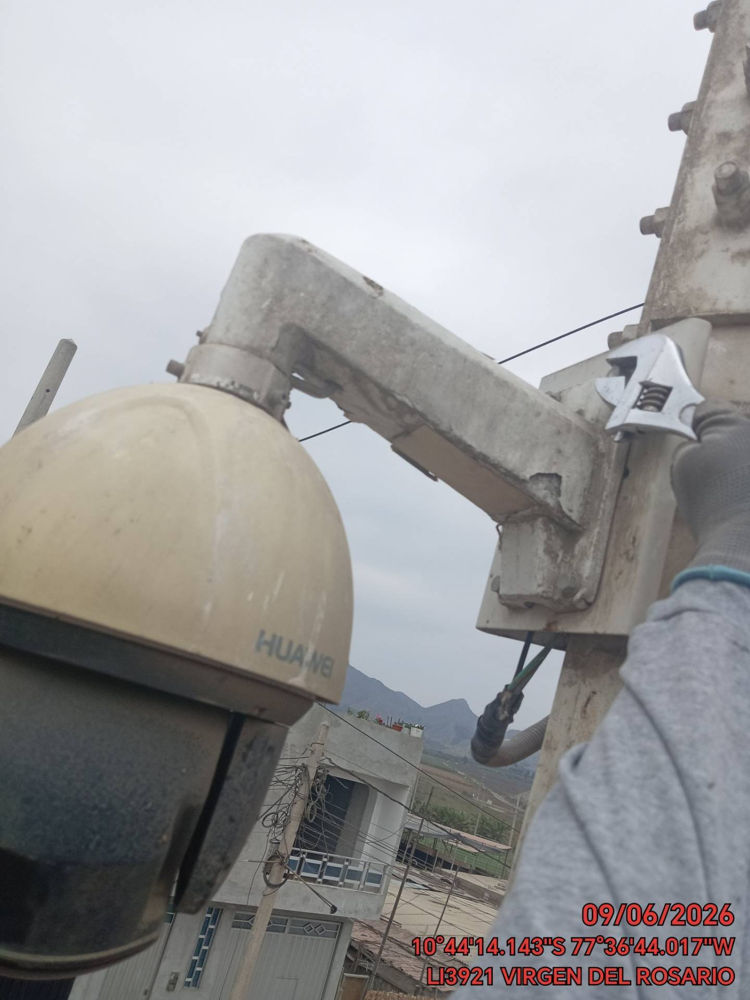 HUAWEI
09/06/2026
10°44'14.143"S 77°36'44.017"W
LI3921 VIRGEN DEL ROSARIO